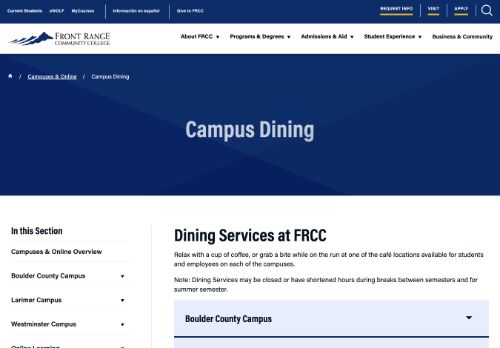 Current Students eWOLF MyCourses Información en español Give to FRCC REQUEST INFO VISIT APPLY
FRONT RANGE
COMMUNITY COLLEGE
About FRCC Programs & Degrees Admissions & Aid Student Experience Business & Community
/ Campuses & Online / Campus Dining
Campus Dining
In this Section
Campuses & Online Overview
Boulder County Campus
Larimer Campus
Westminster Campus
Online Learning
Dining Services at FRCC
Relax with a cup of coffee, or grab a bite while on the run at one of the café locations available for students
and employees on each of the campuses.
Note: Dining Services may be closed or have shortened hours during breaks between semesters and for
summer semester.
Boulder County Campus